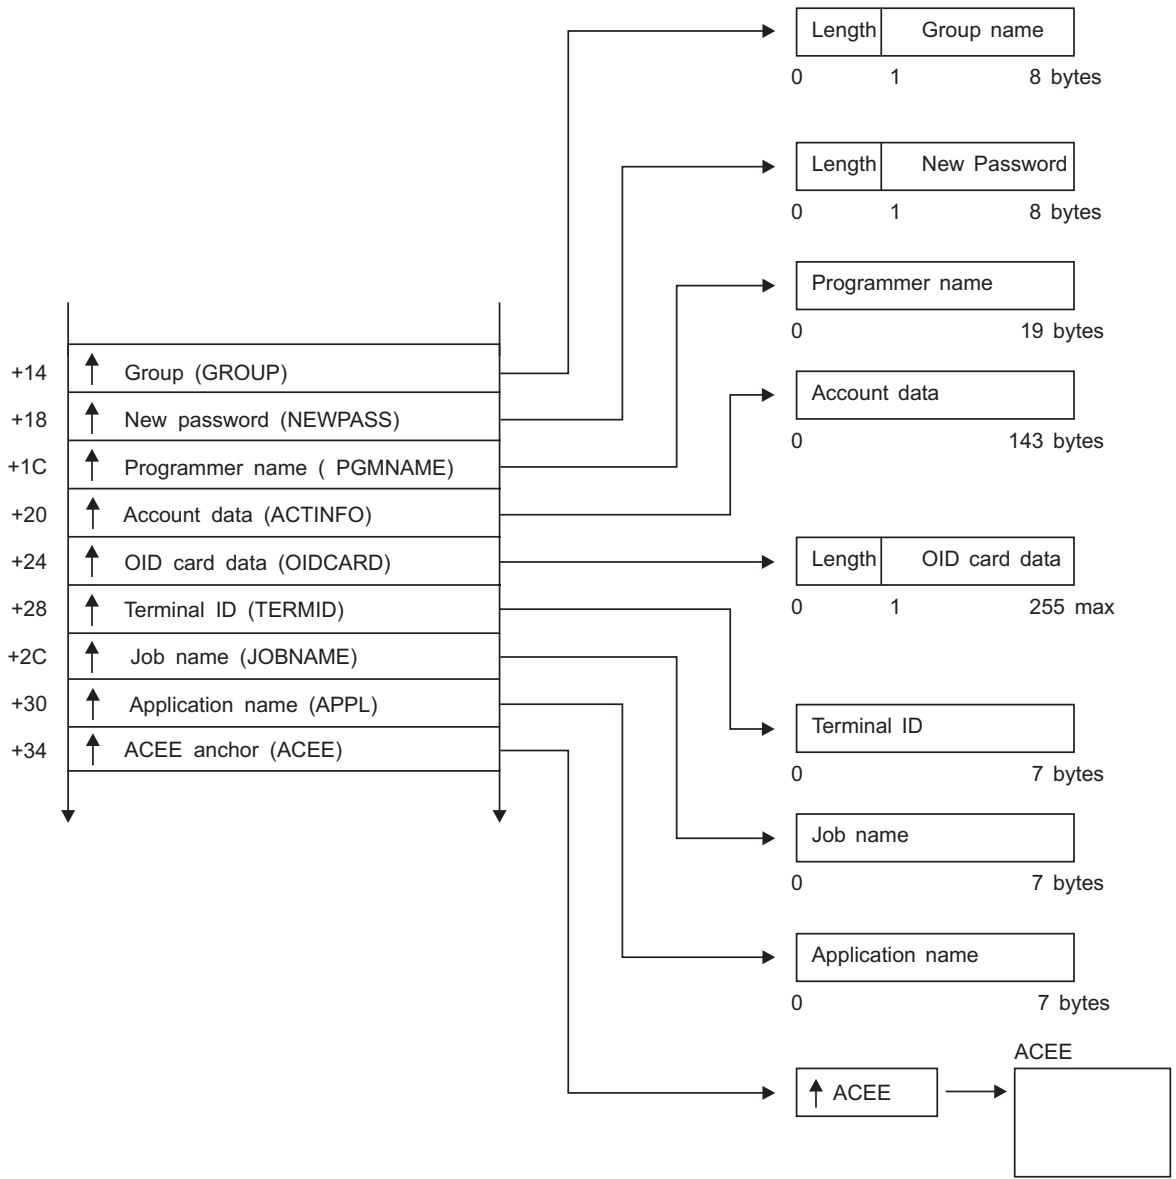 Length Group name
0 1 8 bytes
Length New Password
0 1 8 bytes
Programmer name
0 19 bytes
+14 Group (GROUP)
Account data
+18 New password (NEWPASS)
0 143 bytes
+1C Programmer name ( PGMNAME)
+20 Account data (ACTINFO)
+24 OID card data (OIDCARD)
Length OID card data
+28 Terminal ID (TERMID)
0 1 255 max
+2C Job name (JOBNAME)
+30 Application name (APPL)
Terminal ID
+34 ACEE anchor (ACEE)
0 7 bytes
Job name
0 7 bytes
Application name
0 7 bytes
ACEE
ACEE